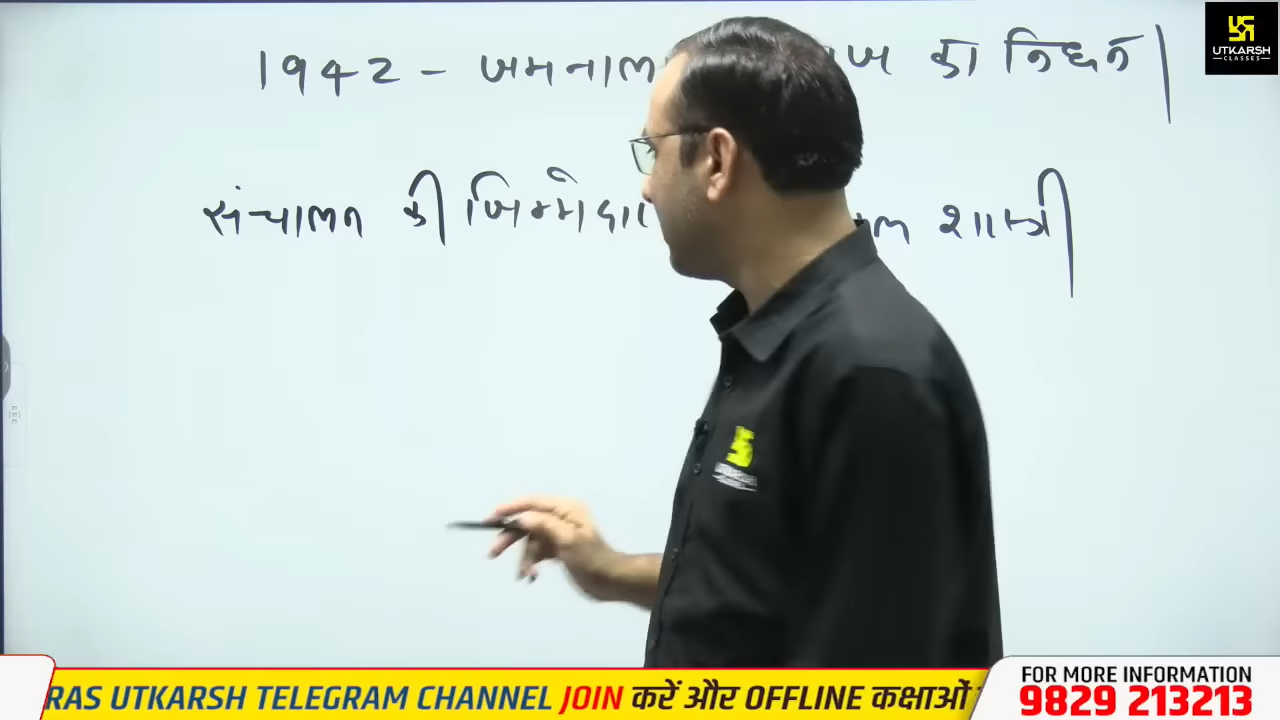 1942 - जमनाल ाज का निधन |
UTKARSH
CLASSES
संचालन की जिम्मेदा ल शास्त्री |
RAS UTKARSH TELEGRAM CHANNEL JOIN करें और OFFLINE कक्षाओं
FOR MORE INFORMATION
9829 213213